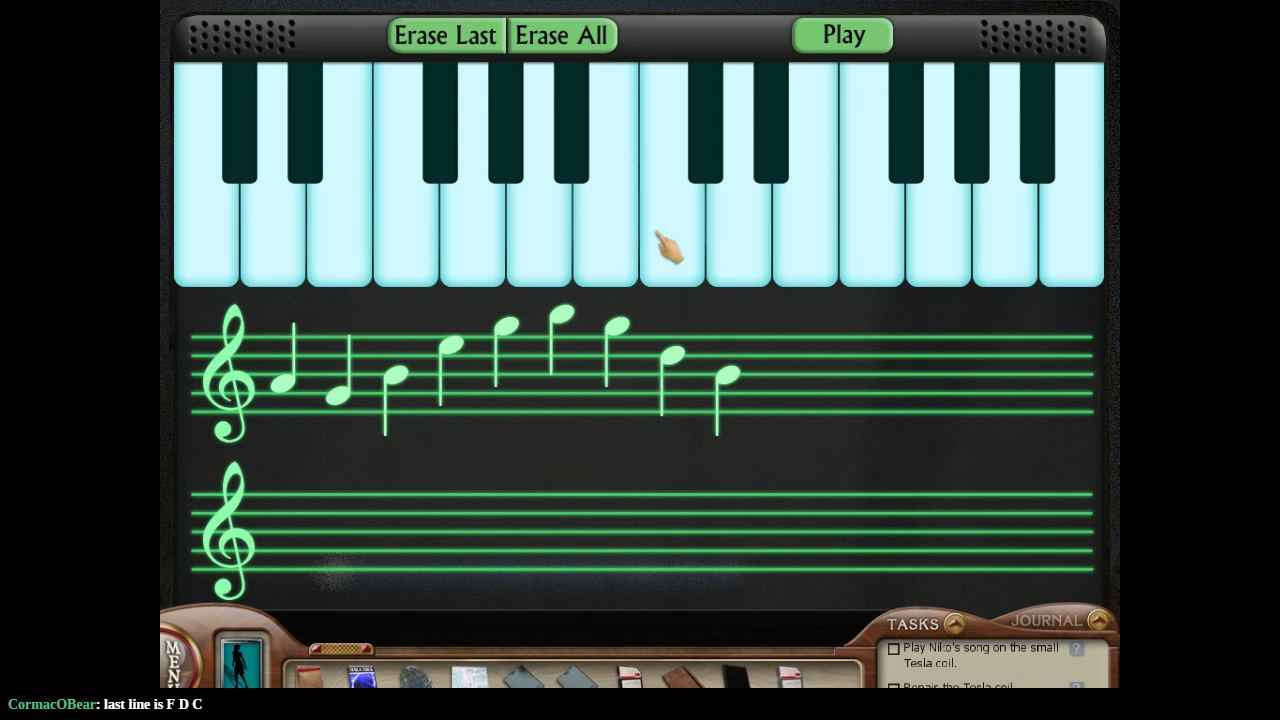 Erase Last Erase All Play
TASKS JOURNAL
MENU
Play Niko's song on the small
Tesla coil.
Repair the Tesla coil
CormacOBear: last line is F D C